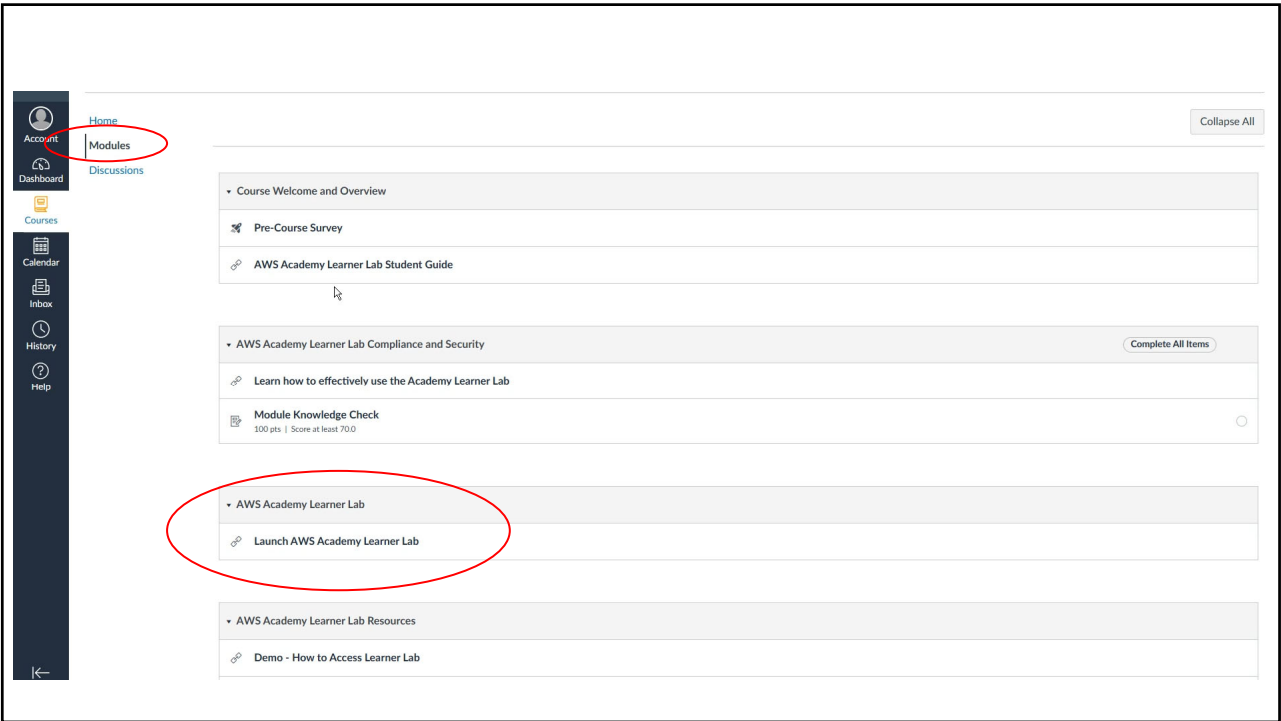 Account
Dashboard
Courses
Calendar
Inbox
History
Help
Home
Modules
Discussions
Collapse All
Course Welcome and Overview
Pre-Course Survey
AWS Academy Learner Lab Student Guide
AWS Academy Learner Lab Compliance and Security
Complete All Items
Learn how to effectively use the Academy Learner Lab
Module Knowledge Check
100 pts | Score at least 70.0
AWS Academy Learner Lab
Launch AWS Academy Learner Lab
AWS Academy Learner Lab Resources
Demo - How to Access Learner Lab